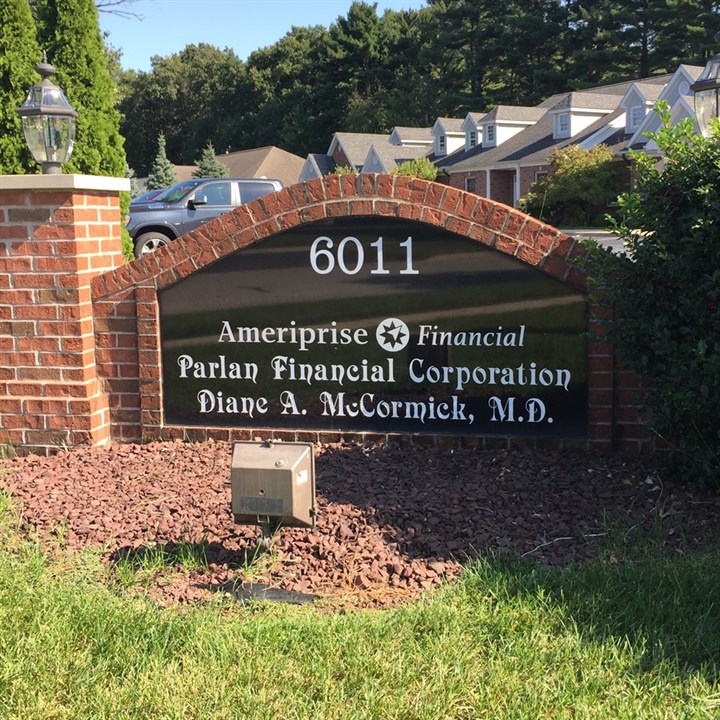 6011
Ameriprise Financial
Parlan Financial Corporation
Diane A. McCormick, M.D.